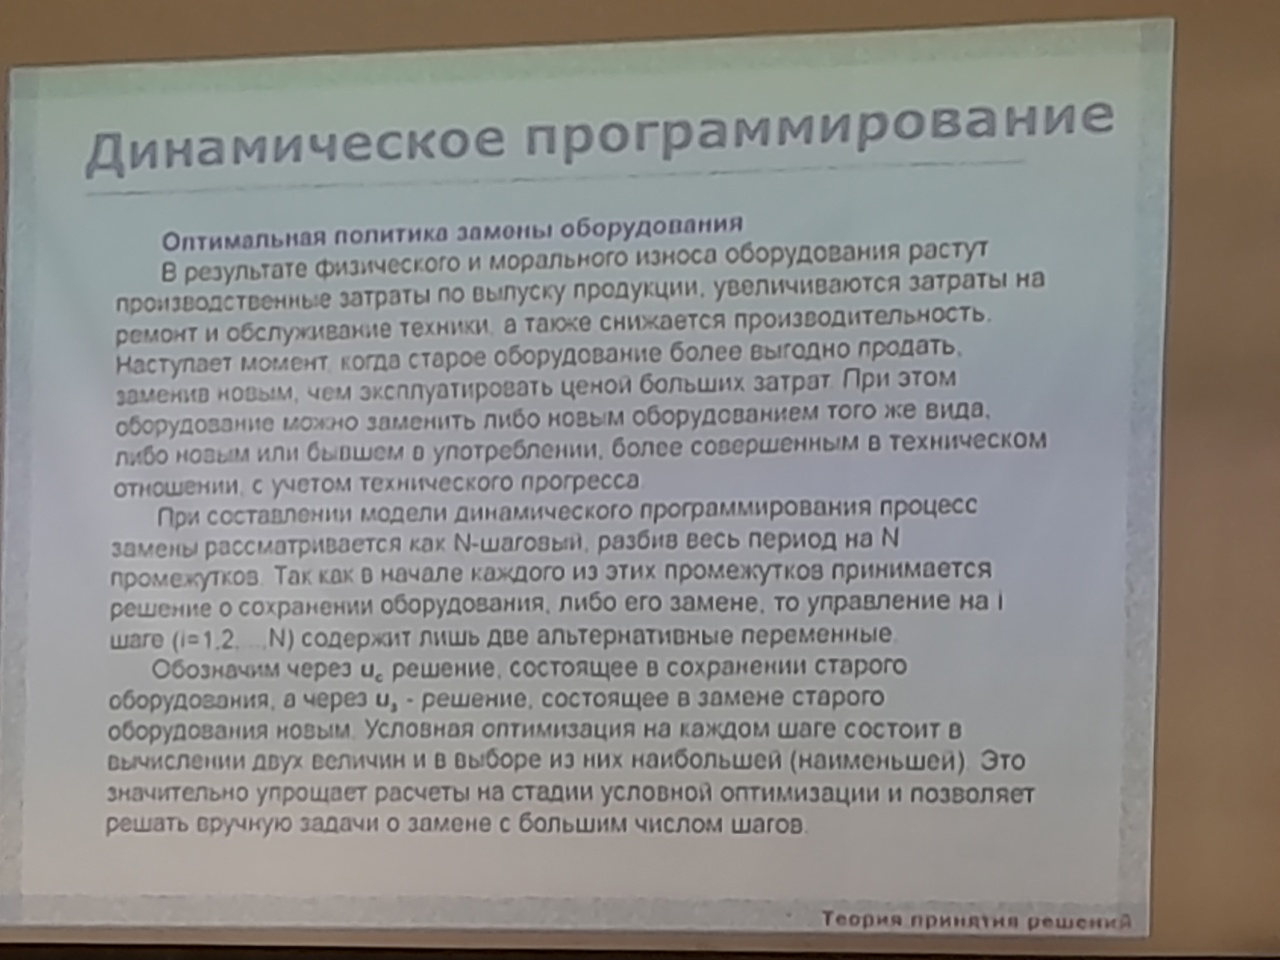 Динамическое программирование
Оптимальная политика замены оборудования
В результате физического и морального износа оборудования растут
производственные затраты по выпуску продукции, увеличиваются затраты на
ремонт и обслуживание техники, а также снижается производительность.
Наступает момент, когда старое оборудование более выгодно продать,
заменив новым, чем эксплуатировать ценой больших затрат. При этом
оборудование можно заменить либо новым оборудованием того же вида,
либо новым или бывшем в употреблении, более совершенным в техническом
отношении, с учетом технического прогресса.
При составлении модели динамического программирования процесс
замены рассматривается как N-шаговый, разбив весь период на N
промежутков. Так как в начале каждого из этих промежутков принимается
решение о сохранении оборудования, либо его замене, то управление на i
шаге (i=1,2,...,N) содержит лишь две альтернативные переменные.
Обозначим через uс решение, состоящее в сохранении старого
оборудования, а через uз - решение, состоящее в замене старого
оборудования новым. Условная оптимизация на каждом шаге состоит в
вычислении двух величин и в выборе из них наибольшей (наименьшей). Это
значительно упрощает расчеты на стадии условной оптимизации и позволяет
решать вручную задачи о замене с большим числом шагов.
Теория принятия решений